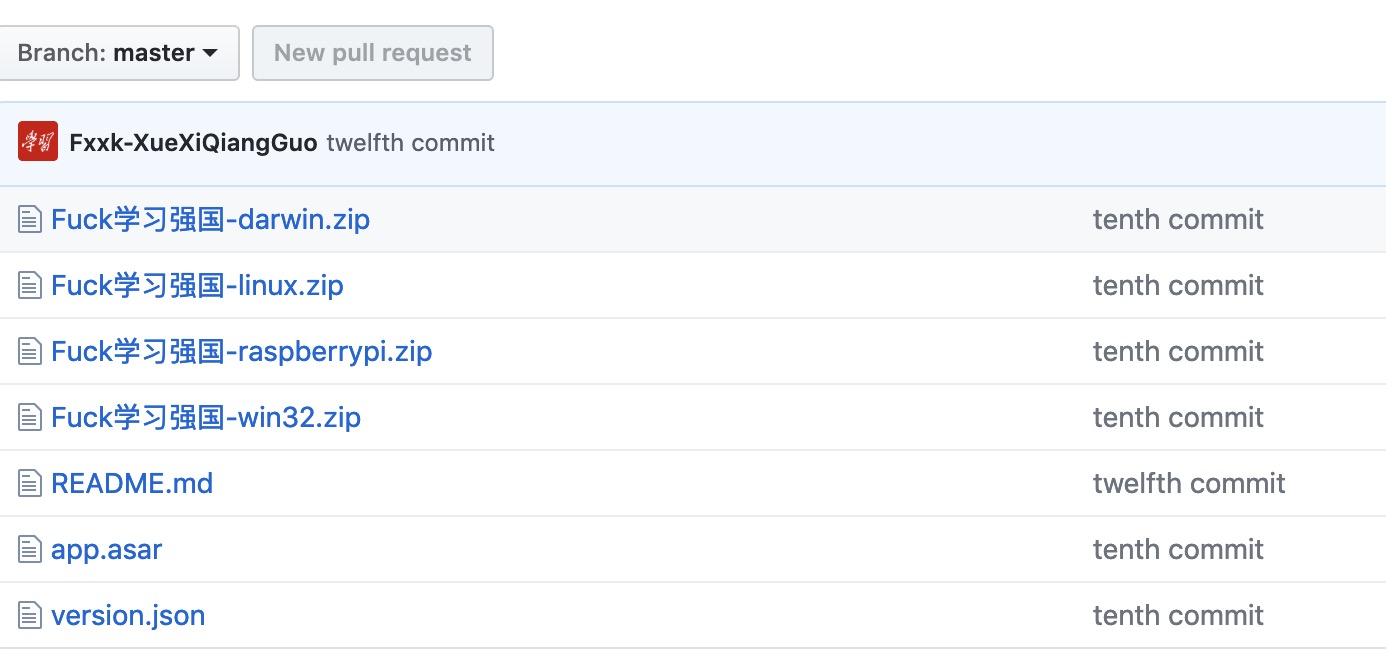 Branch: master
New pull request
学习
Fxxk-XueXiQiangGuo twelfth commit
Fuck学习强国-darwin.zip tenth commit
Fuck学习强国-linux.zip tenth commit
Fuck学习强国-raspberrypi.zip tenth commit
Fuck学习强国-win32.zip tenth commit
README.md twelfth commit
app.asar tenth commit
version.json tenth commit